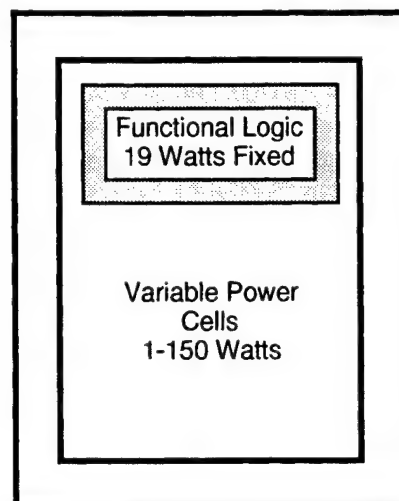 Functional Logic
19 Watts Fixed
Variable Power
Cells
1-150 Watts